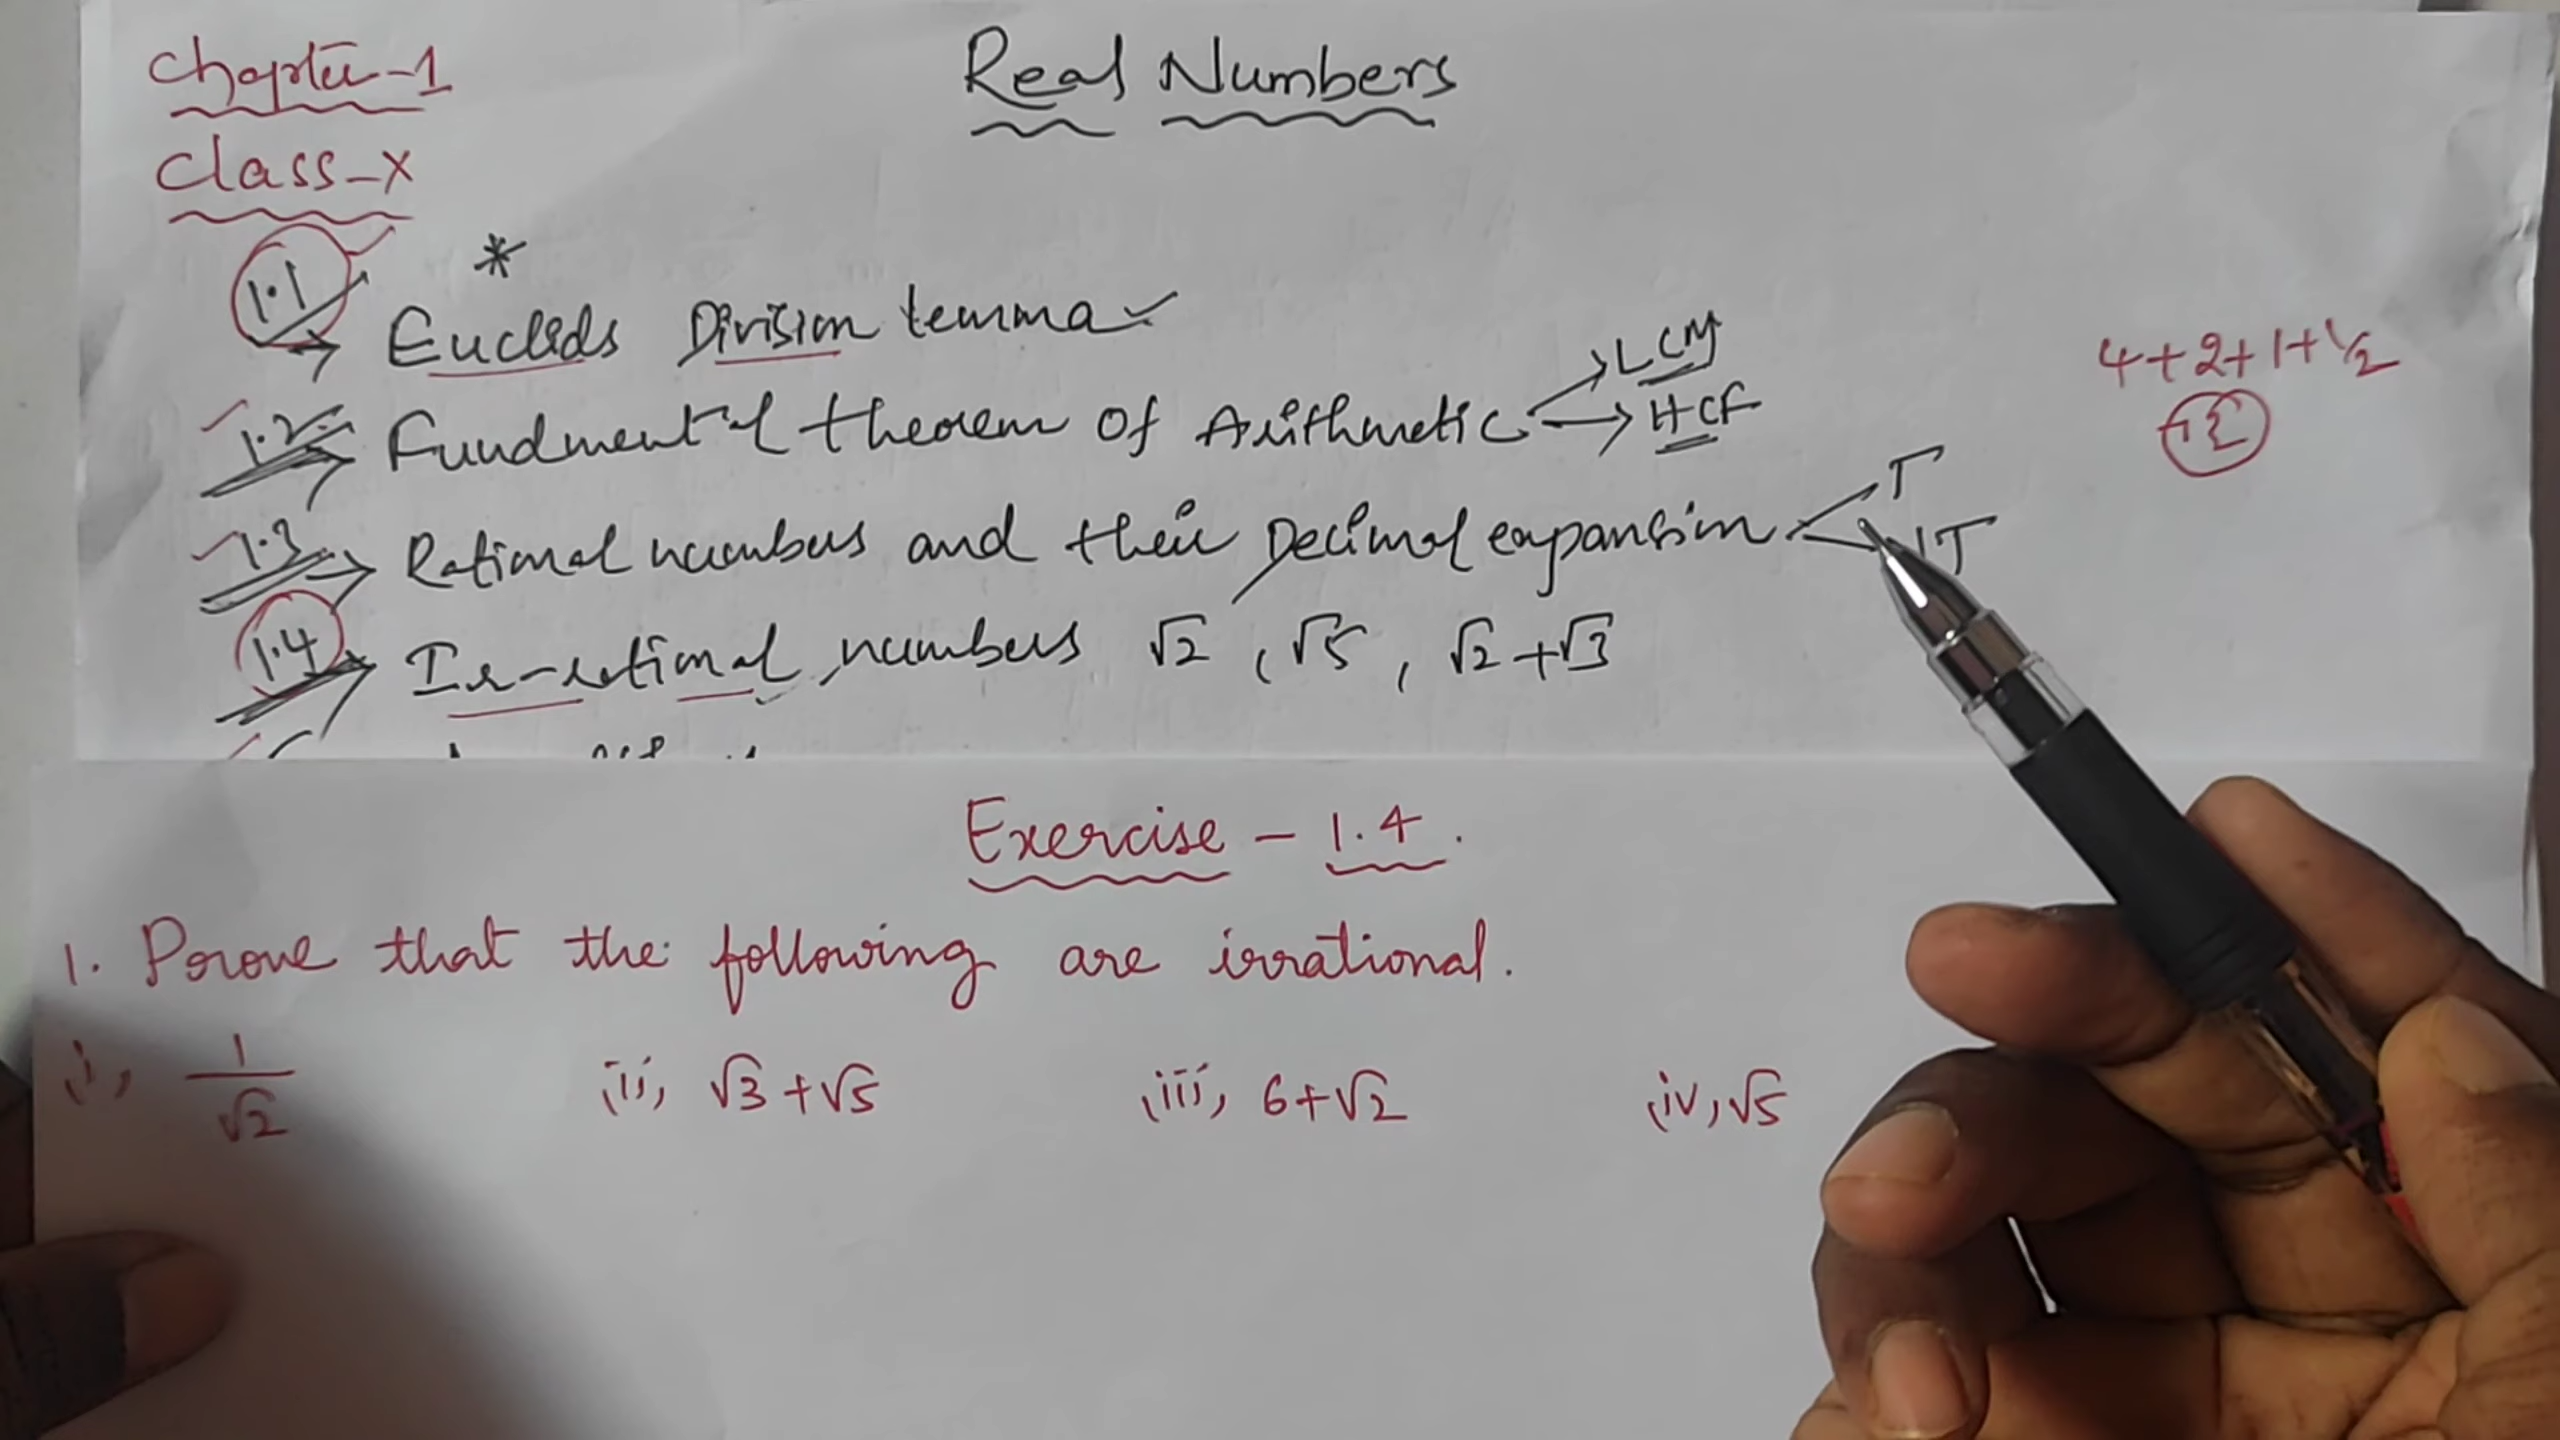 Chapter-1
Real Numbers
Class-X
*
1.1 → Euclids Division lemma
LCM
4+2+1+1/2
1.2 → Fundmental theorem of Arithmetic → HCF
T
1.3 → Rational numbers and their Decimal expansion
1.4 → Ir-rational numbers √2, √5, √2+√3
Exercise - 1.4.
1. Prove that the following are irrational.
(i) 1/√2 (ii) √3+√5 (iii) 6+√2 (iv) √5